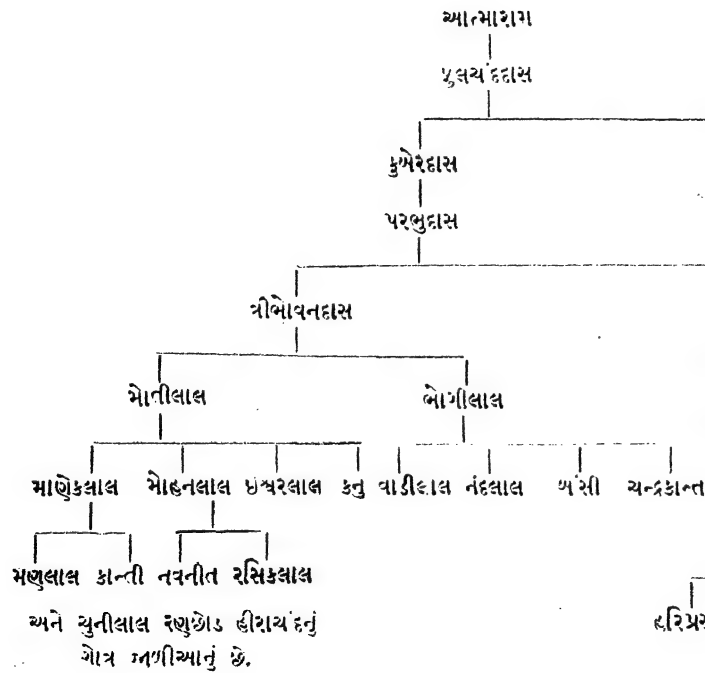 આત્મારામ
ફુલચંદદાસ
કુબેરદાસ
પરભુદાસ
ત્રીભોવનદાસ
મોતીલાલ ભોગીલાલ
માણેકલાલ મોહનલાલ ઇશ્વરલાલ કનુ વાડીલાલ નંદલાલ બંસી ચન્દ્રકાન્ત
મણલાલ કાન્તી નવનીત રસિકલાલ
અને ચુનીલાલ રણછોડ હીરાચંદનું
ગોત્ર જાળીઆનું છે.